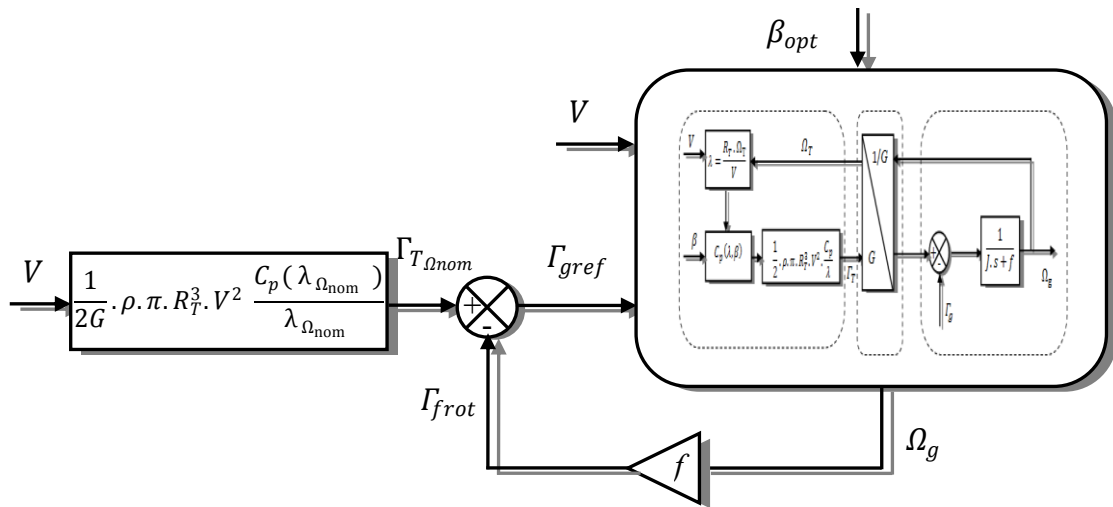 β_opt
V
V
λ = R_T.Ω_T / V
Ω_T
1/G
β
C_p(λ,β)
1/2 .ρ.π.R_T^3.V^2. C_p/λ
Γ_T
G
+
-
1/(J.s+f)
Ω_g
Γ_g
V
1/2G .ρ.π.R_T^3.V^2 C_p(λ_Ωnom)/λ_Ωnom
Γ_T_Ωnom
+
-
Γ_gref
Γ_frot
f
Ω_g